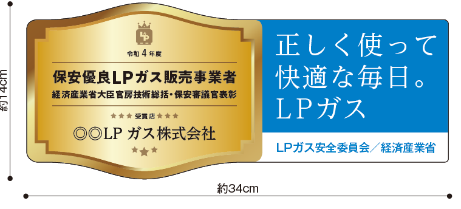 LP
令和4年度
保安優良LPガス販売事業者
経済産業省大臣官房技術総括・保安審議官表彰
★★★受賞店★★★
◎◎LPガス株式会社
★★★
正しく使って
快適な毎日。
LPガス
LPガス安全委員会／経済産業省
約14cm
約34cm